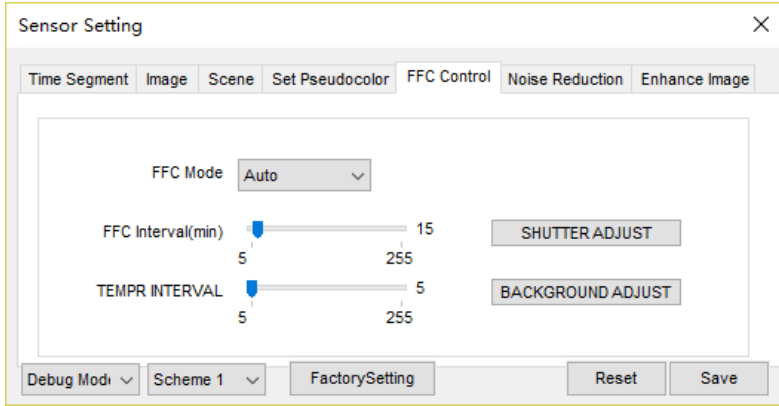 Sensor Setting
Time Segment Image Scene Set Pseudocolor FFC Control Noise Reduction Enhance Image
FFC Mode Auto
FFC Interval(min) 15 SHUTTER ADJUST
5 255
TEMPR INTERVAL 5 BACKGROUND ADJUST
5 255
Debug Mod Scheme 1 FactorySetting Reset Save